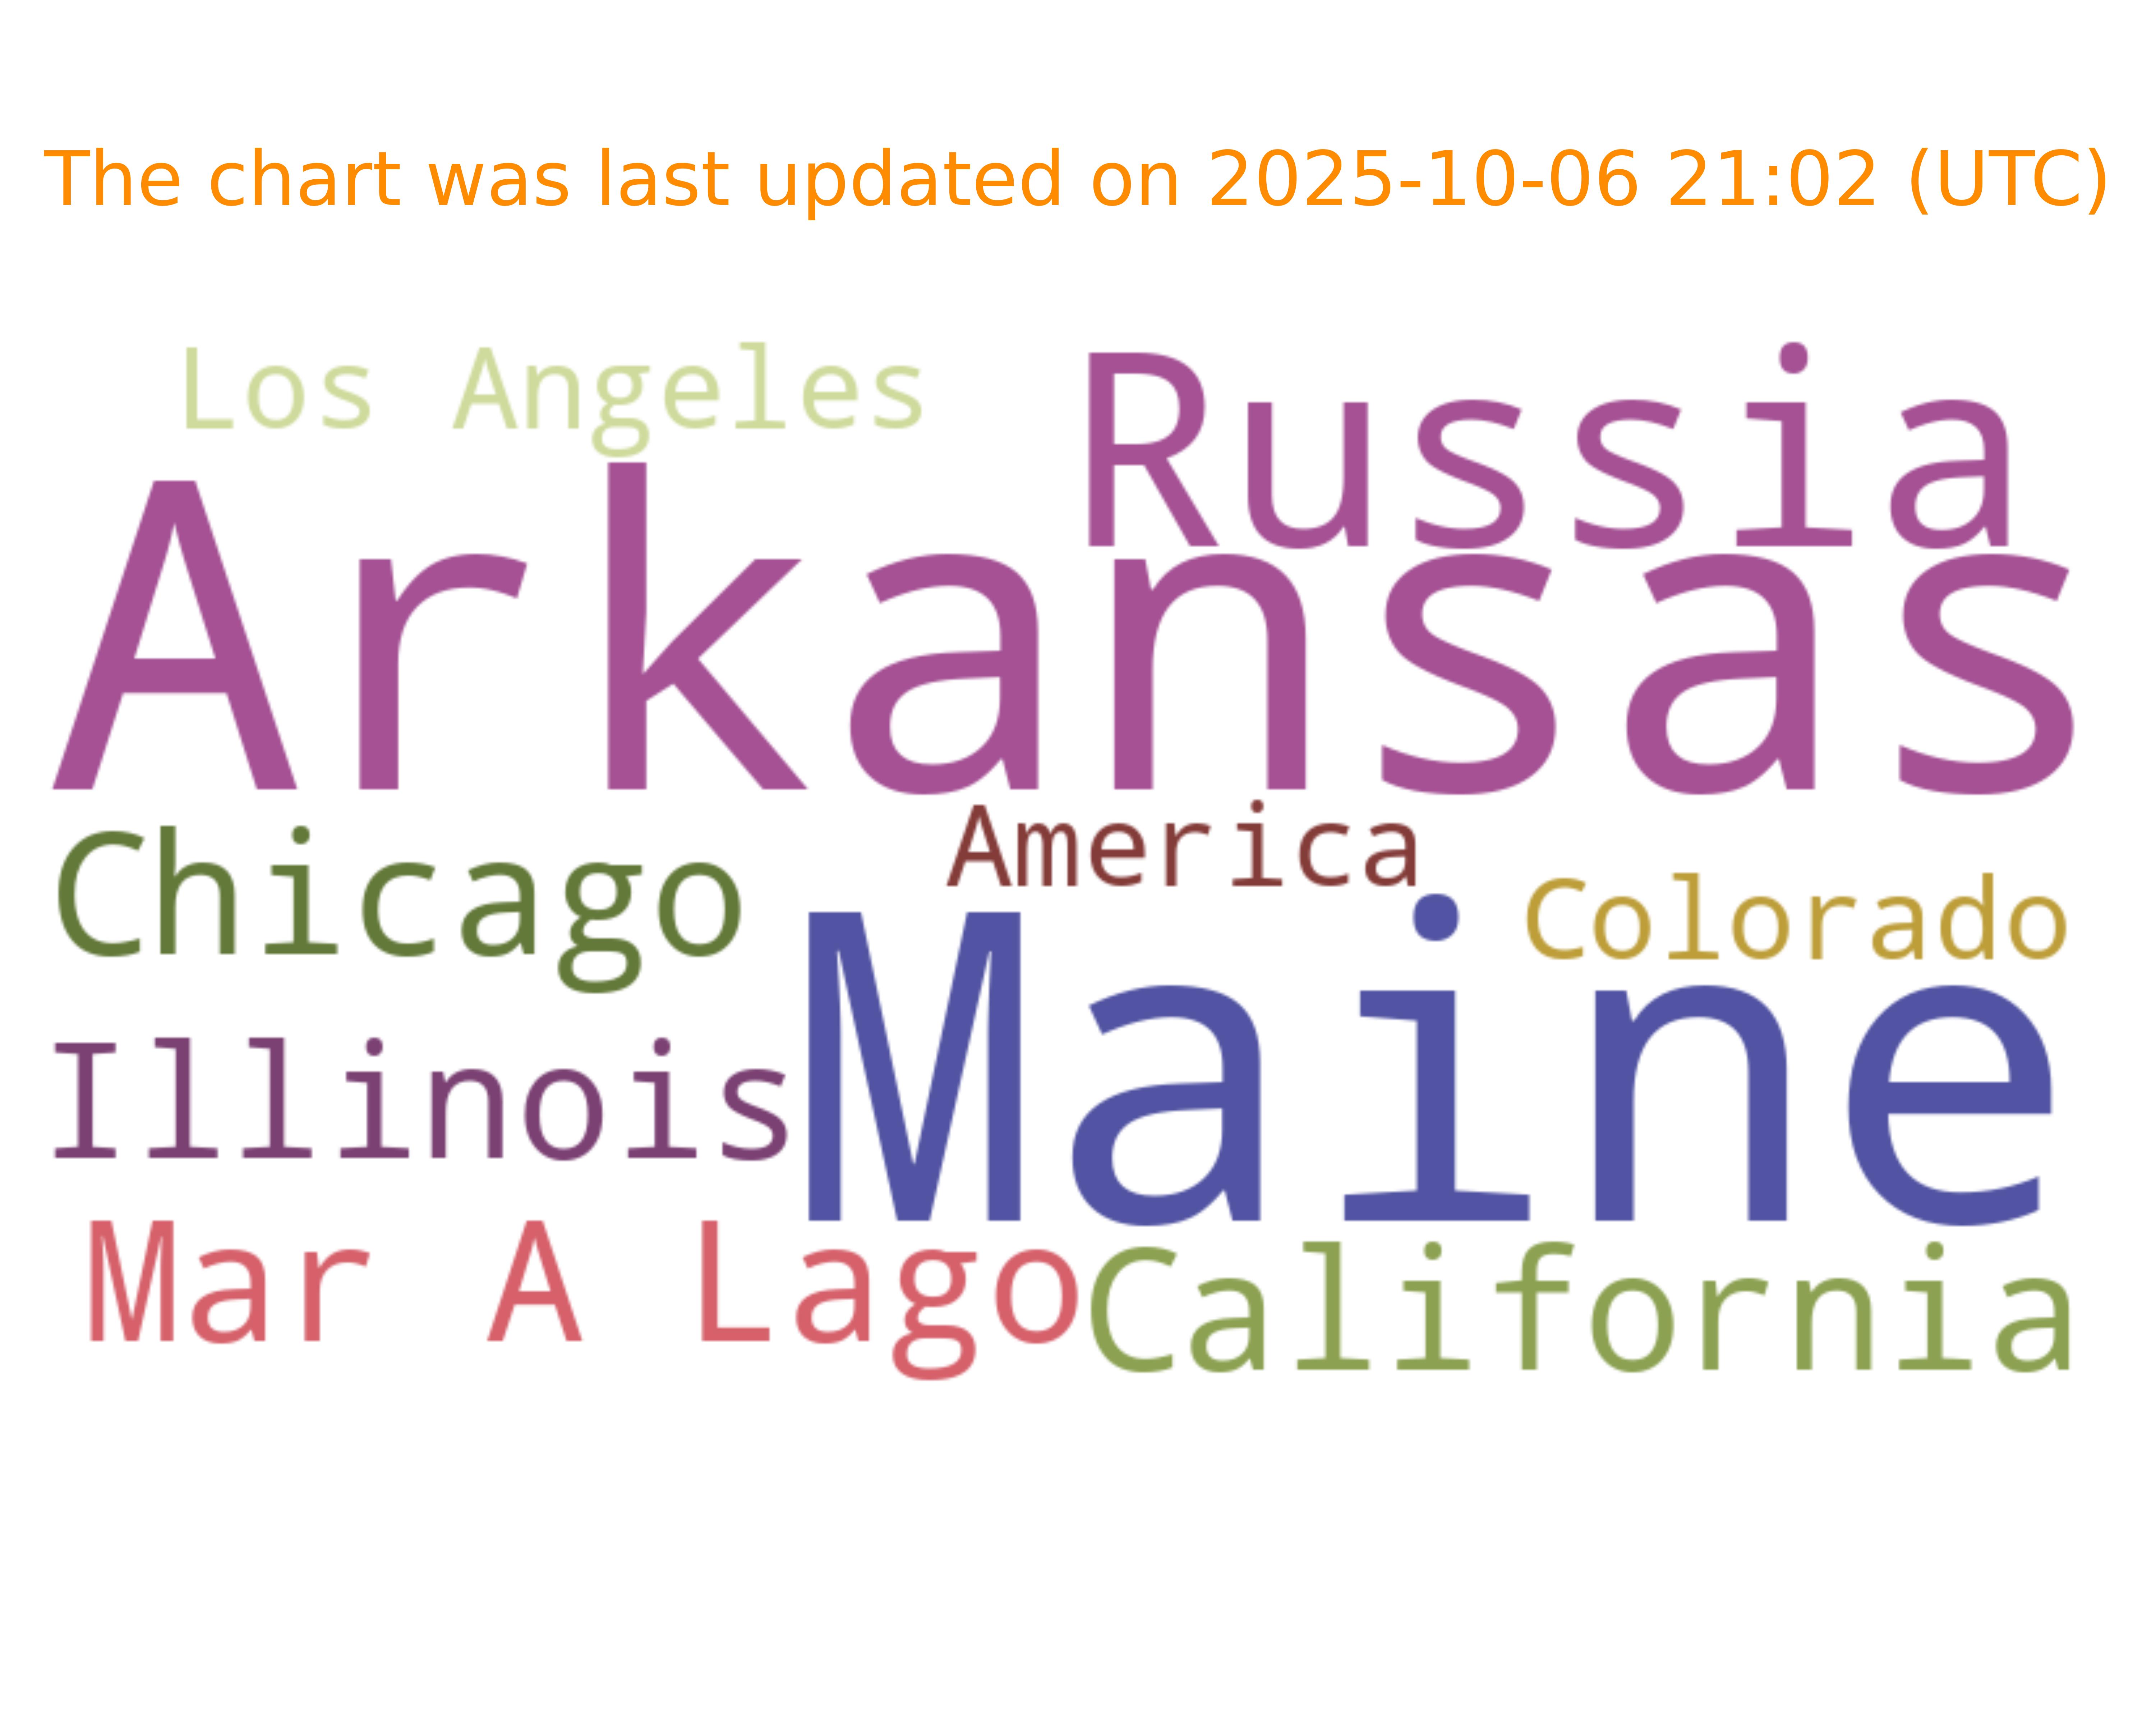 The chart was last updated on 2025-10-06 21:02 (UTC)
Los Angeles
Russia
Arkansas
America
Chicago
Colorado
Maine
Illinois
Mar A Lago
California